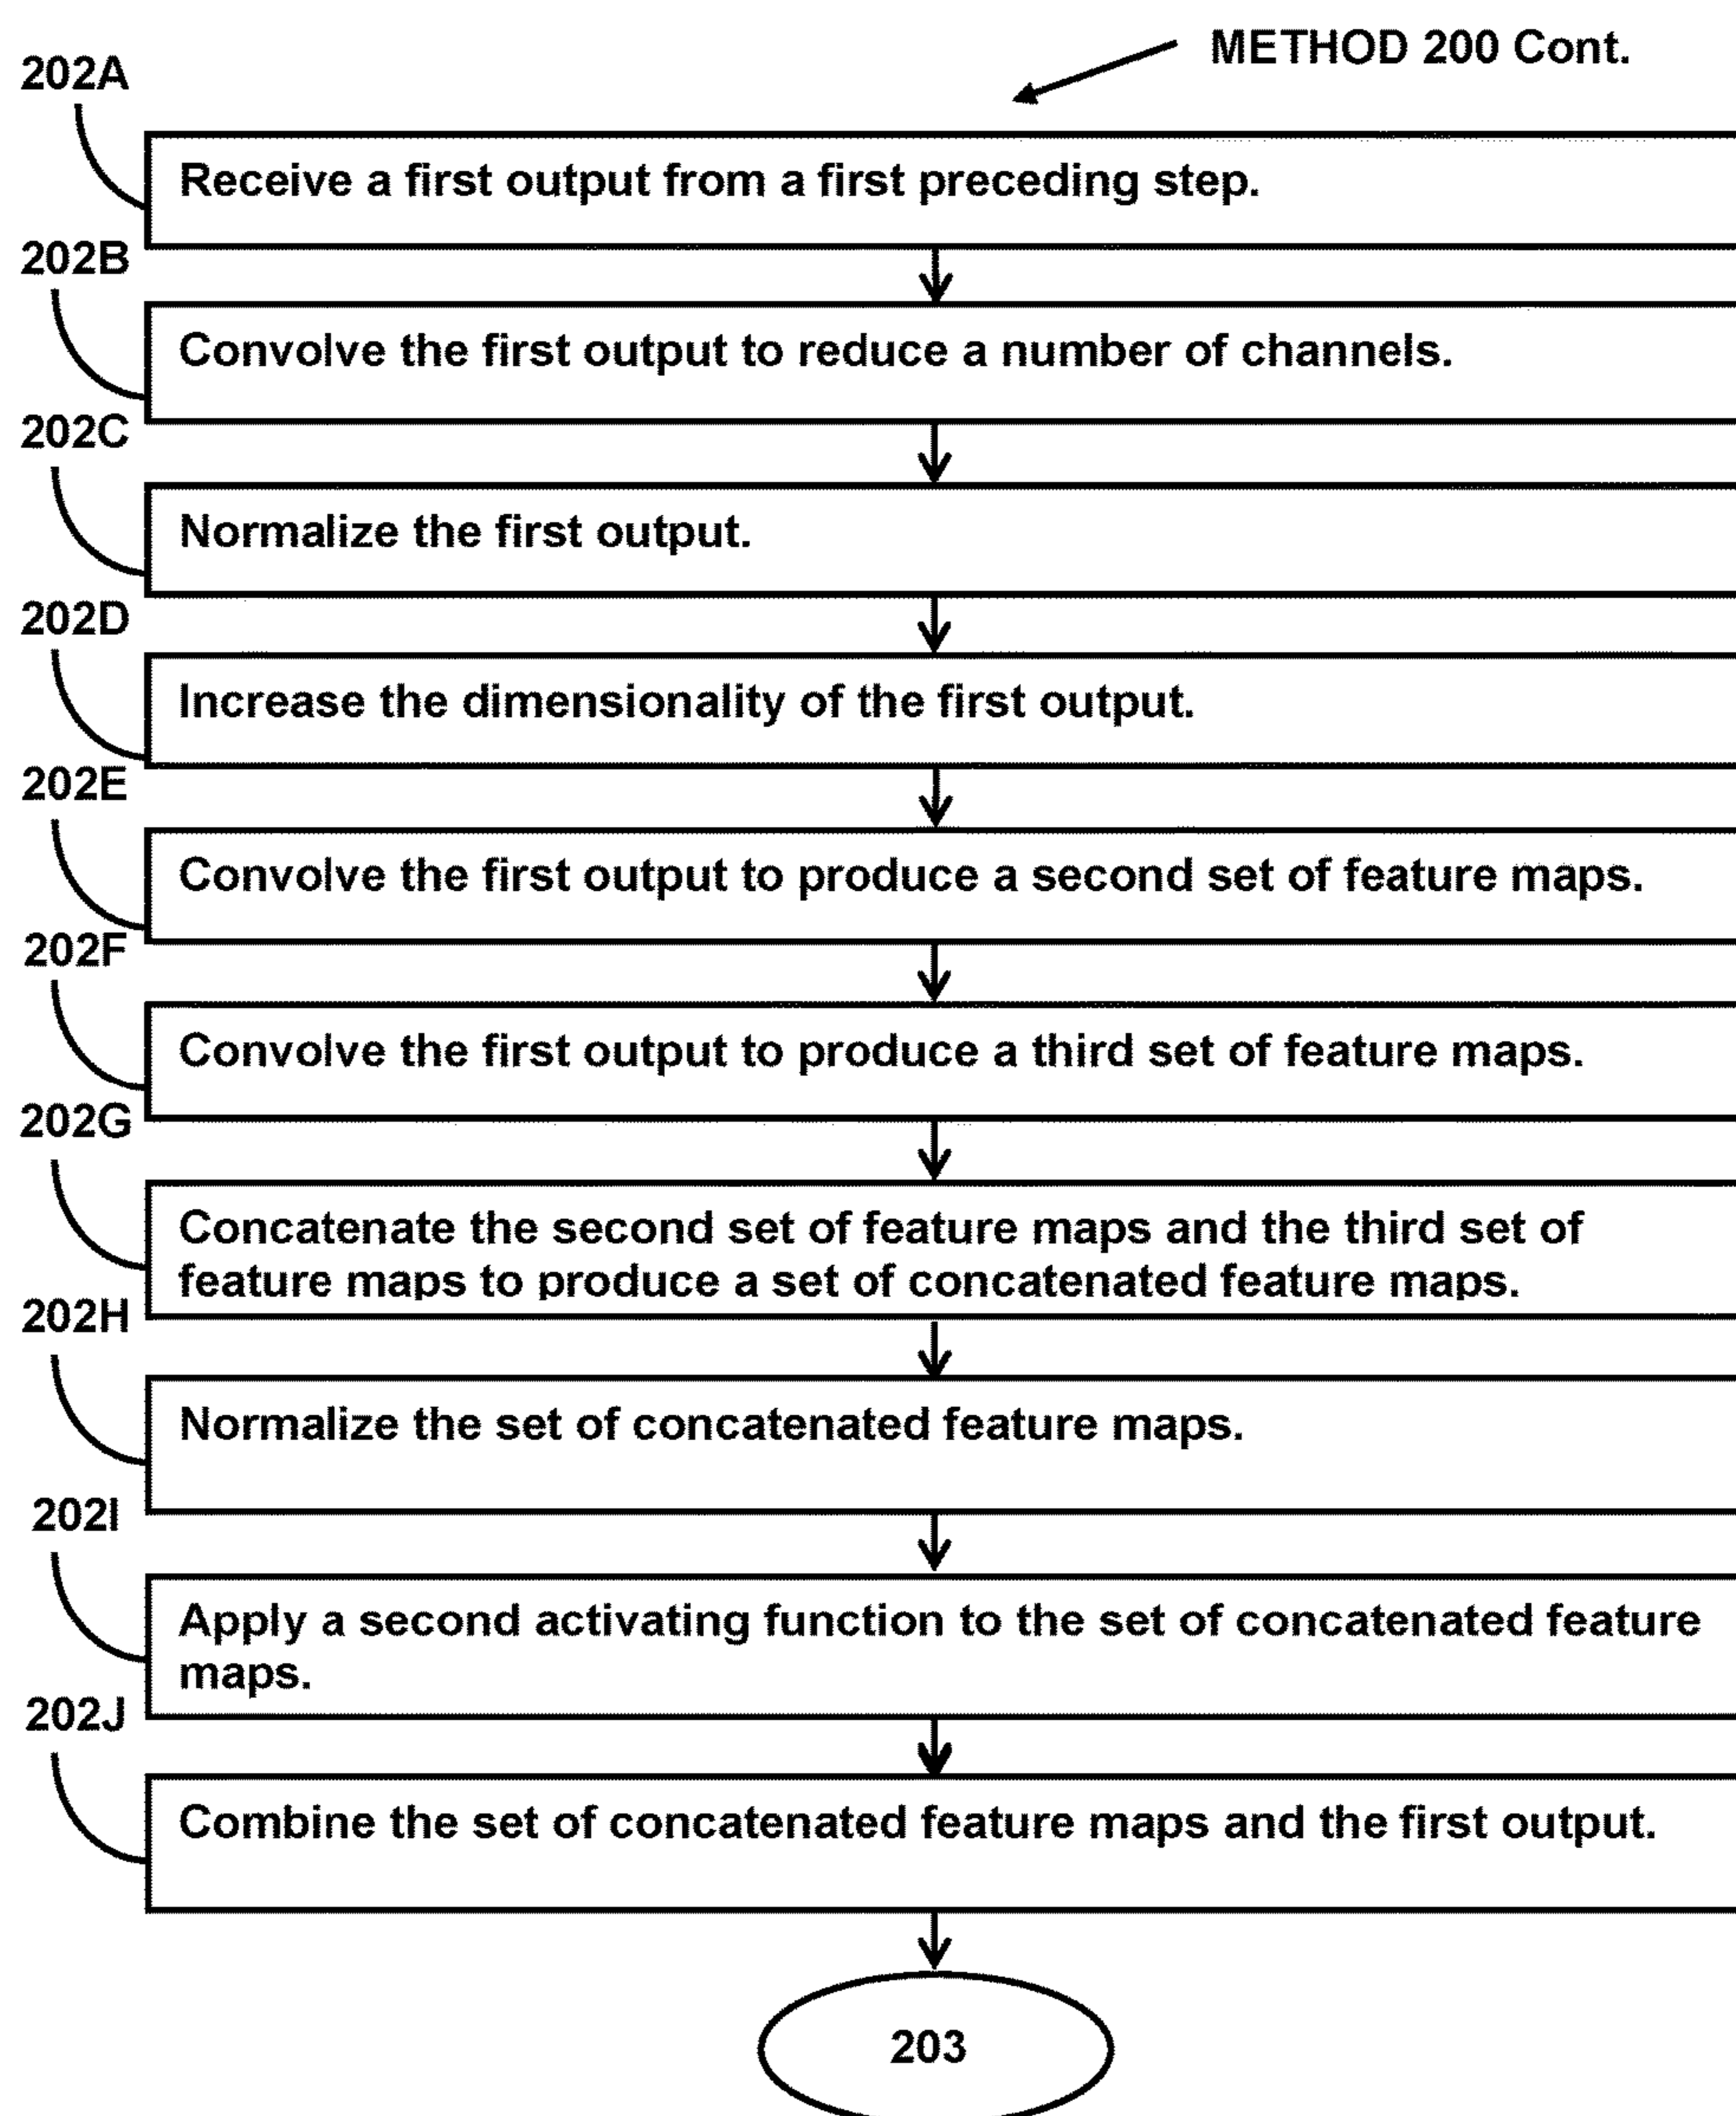 METHOD 200 Cont.
202A
Receive a first output from a first preceding step.
202B
Convolve the first output to reduce a number of channels.
202C
Normalize the first output.
202D
Increase the dimensionality of the first output.
202E
Convolve the first output to produce a second set of feature maps.
202F
Convolve the first output to produce a third set of feature maps.
202G
Concatenate the second set of feature maps and the third set of
feature maps to produce a set of concatenated feature maps.
202H
Normalize the set of concatenated feature maps.
202I
Apply a second activating function to the set of concatenated feature
maps.
202J
Combine the set of concatenated feature maps and the first output.
203